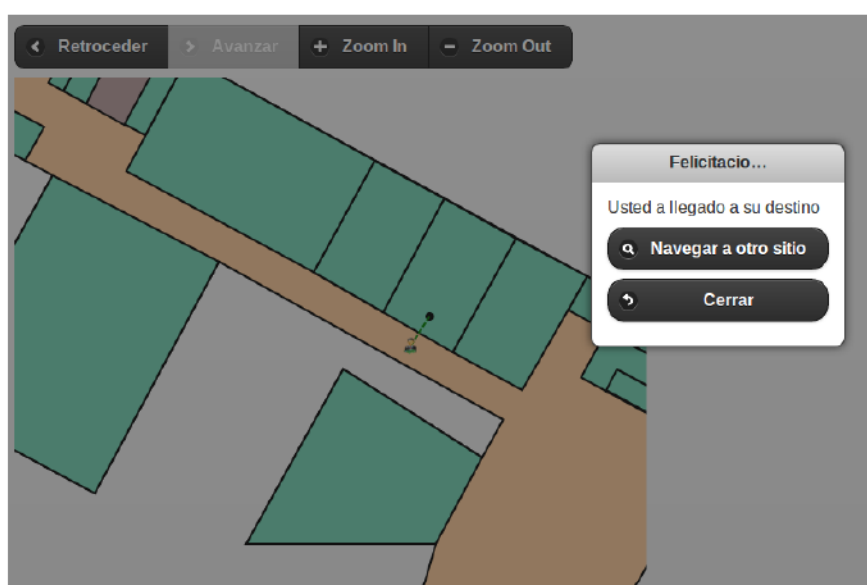 Retroceder
Avanzar
Zoom In
Zoom Out
Felicitacio...
Usted a llegado a su destino
Navegar a otro sitio
Cerrar